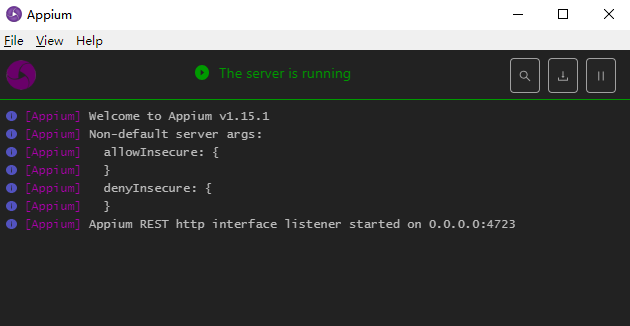 Appium
File View Help
The server is running
[Appium] Welcome to Appium v1.15.1
[Appium] Non-default server args:
[Appium]   allowInsecure: {
[Appium]   }
[Appium]   denyInsecure: {
[Appium]   }
[Appium] Appium REST http interface listener started on 0.0.0.0:4723